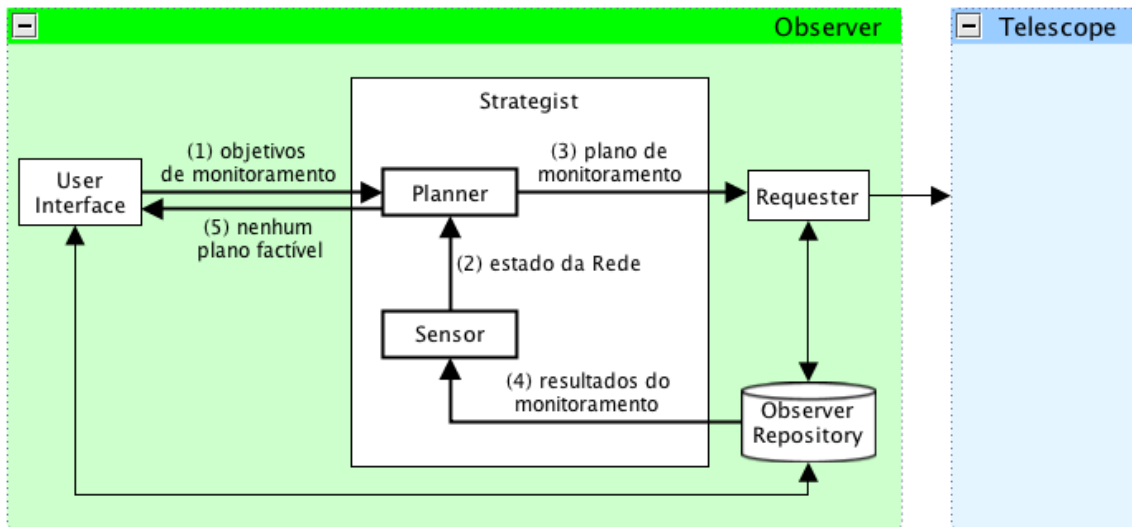 Observer
Telescope
Strategist
(1) objetivos
de monitoramento
(3) plano de
monitoramento
User
Interface
Planner
Requester
(5) nenhum
plano factível
(2) estado da Rede
Sensor
(4) resultados do
monitoramento
Observer
Repository